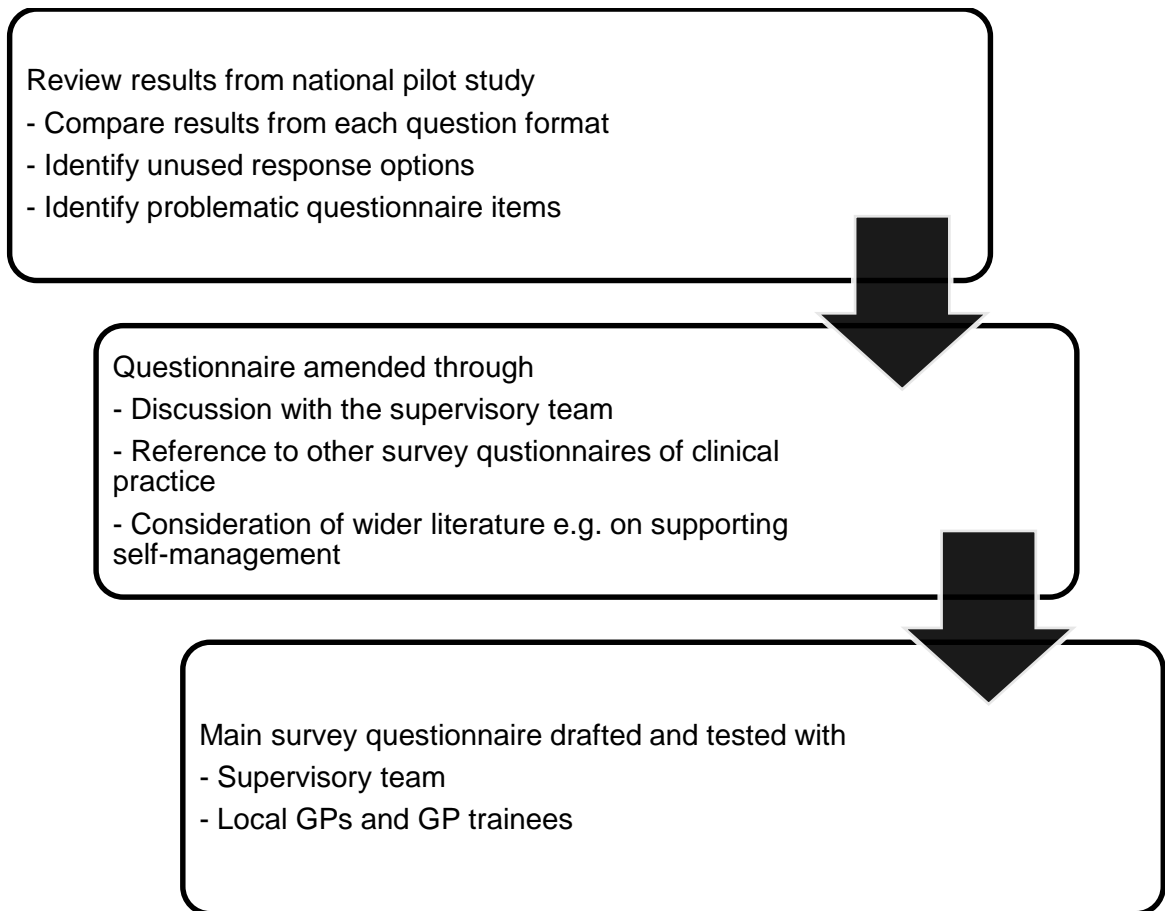 Review results from national pilot study
- Compare results from each question format
- Identify unused response options
- Identify problematic questionnaire items
Questionnaire amended through
- Discussion with the supervisory team
- Reference to other survey qustionnaires of clinical
practice
- Consideration of wider literature e.g. on supporting
self-management
Main survey questionnaire drafted and tested with
- Supervisory team
- Local GPs and GP trainees